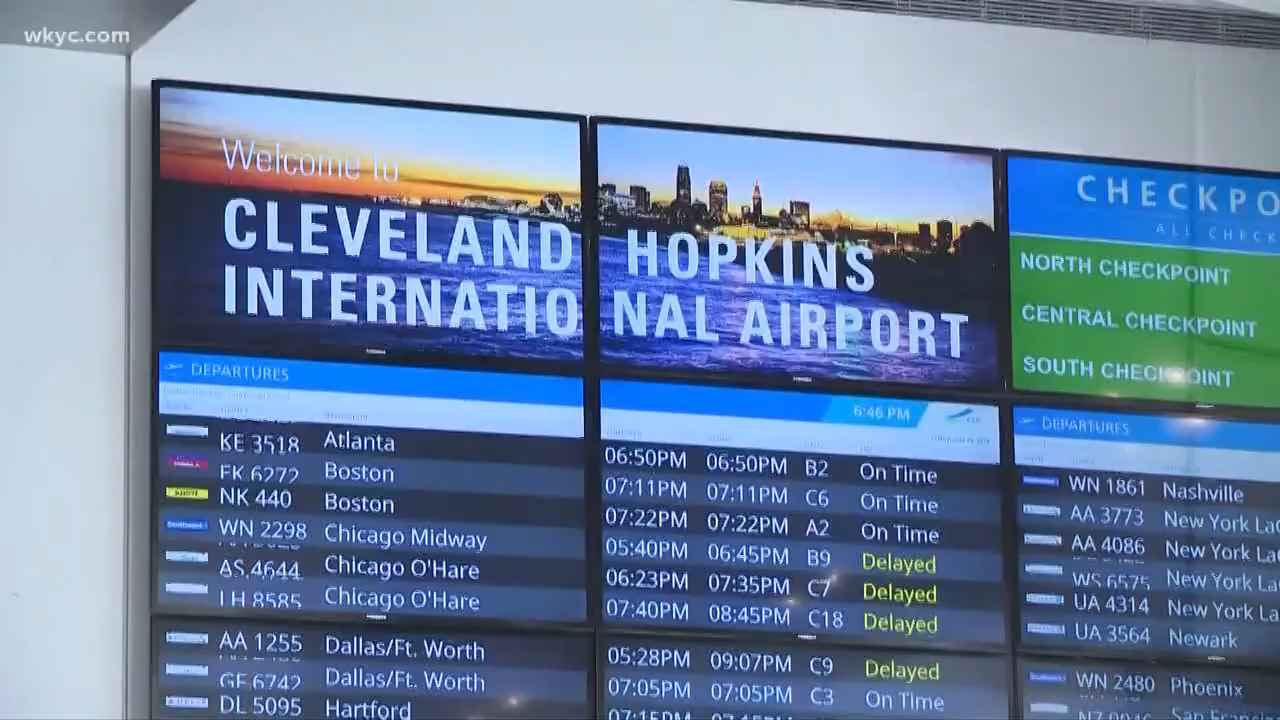 wkyc.com
Welcome to
CLEVELAND HOPKINS
INTERNATIONAL AIRPORT
CHECKPO
ALL CHECK
NORTH CHECKPOINT
CENTRAL CHECKPOINT
SOUTH CHECKPOINT
DEPARTURES
6:46 PM
KE 3518 Atlanta 06:50PM 06:50PM B2 On Time
FK 6272 Boston 07:11PM 07:11PM C6 On Time
NK 440 Boston 07:22PM 07:22PM A2 On Time
WN 2298 Chicago Midway 05:40PM 06:45PM B9 Delayed
AS 4644 Chicago O'Hare 06:23PM 07:35PM C7 Delayed
LH 8585 Chicago O'Hare 07:40PM 08:45PM C18 Delayed
AA 1255 Dallas/Ft. Worth 05:28PM 09:07PM C9 Delayed
GF 6742 Dallas/Ft. Worth 07:05PM 07:05PM C3 On Time
DL 5095 Hartford 07:15PM
DEPARTURES
WN 1861 Nashville
AA 3773 New York La
AA 4086 New York La
WS 6575 New York La
UA 4314 New York La
UA 3564 Newark
WN 2480 Phoenix
San Francis